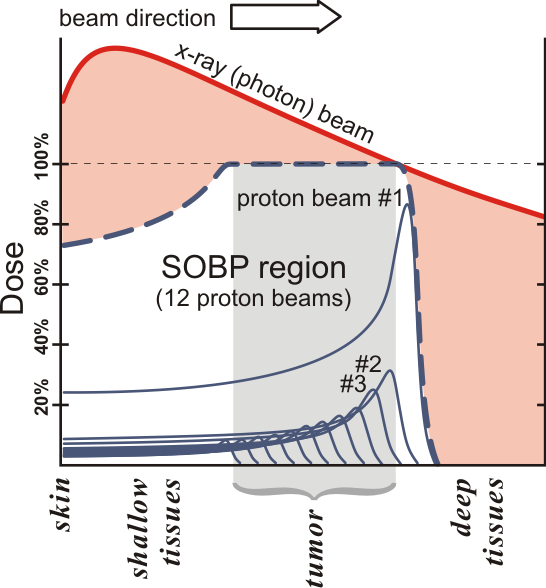 beam direction
x-ray (photon) beam
100%
80%
60%
40%
20%
Dose
proton beam #1
SOBP region
(12 proton beams)
#2
#3
skin
shallow
tissues
tumor
deep
tissues